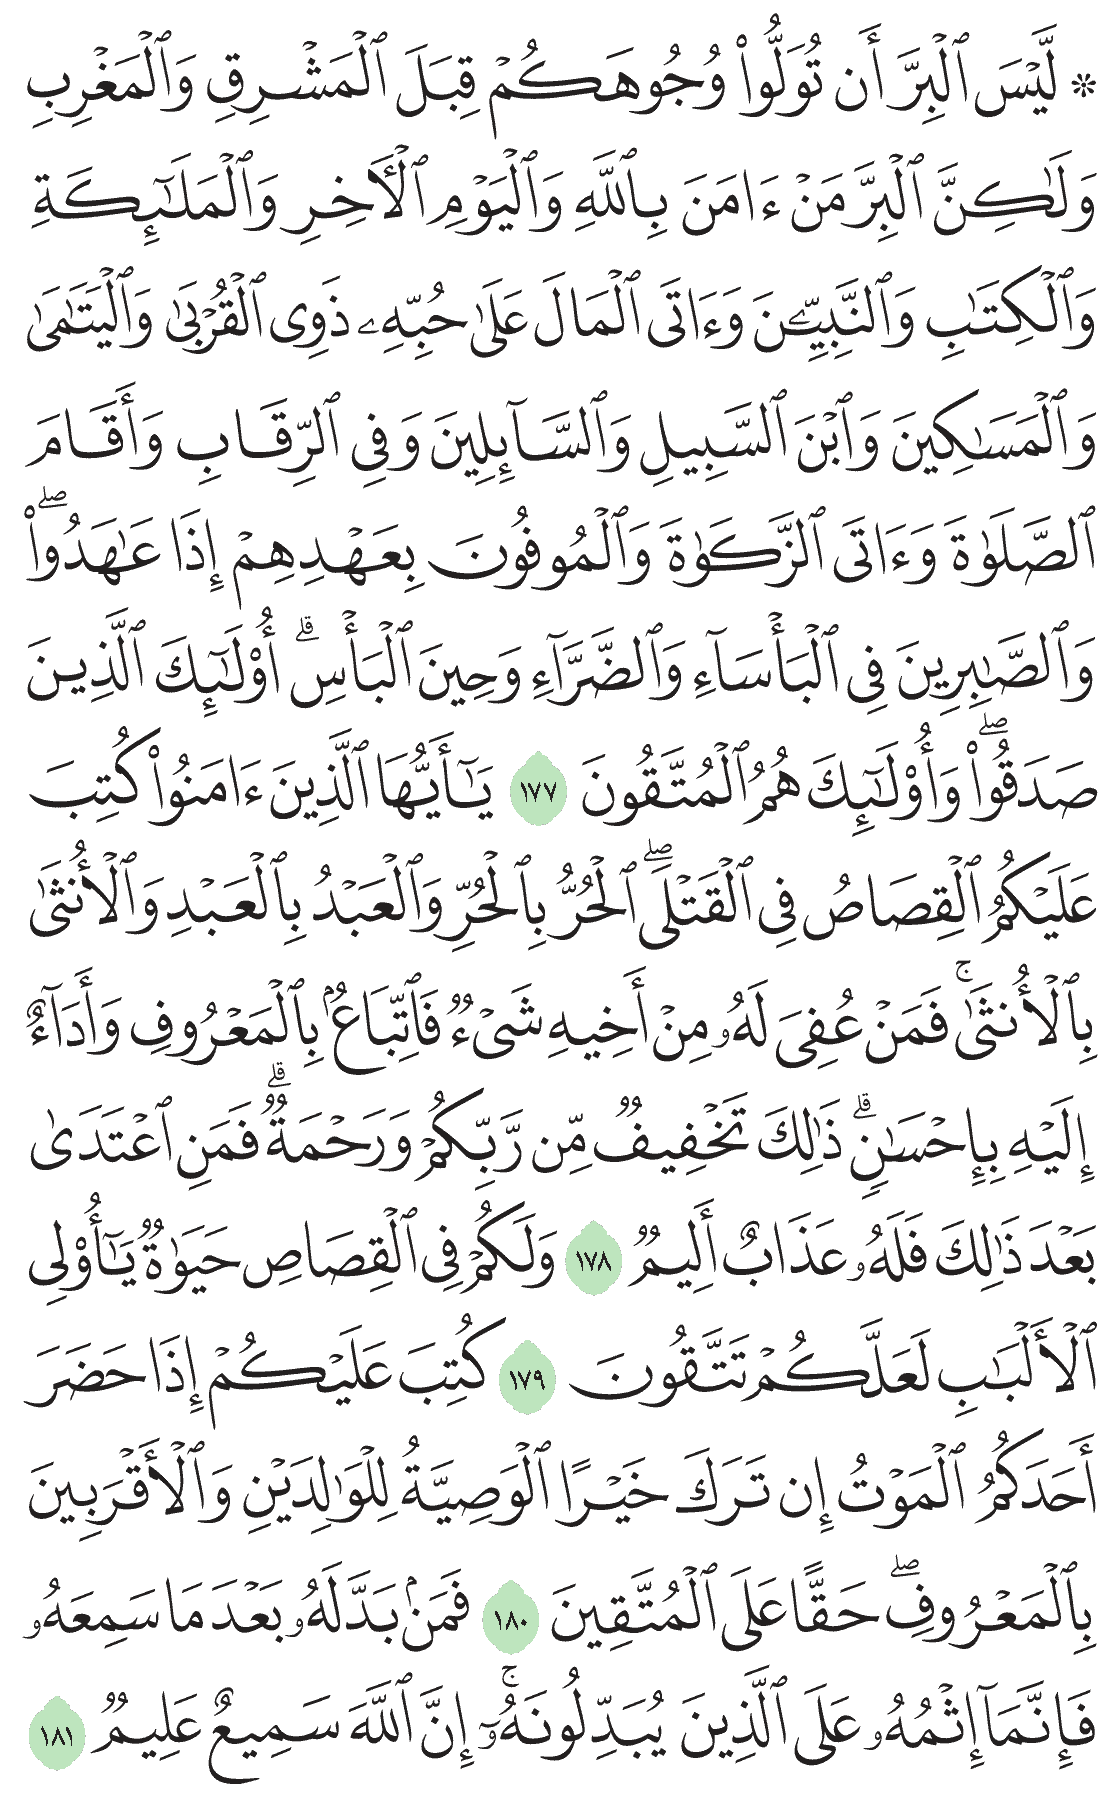 ۞ لَّيۡسَ ٱلۡبِرَّ أَن تُوَلُّواْ وُجُوهَكُمۡ قِبَلَ ٱلۡمَشۡرِقِ وَٱلۡمَغۡرِبِ
وَلَٰكِنَّ ٱلۡبِرَّ مَنۡ ءَامَنَ بِٱللَّهِ وَٱلۡيَوۡمِ ٱلۡأٓخِرِ وَٱلۡمَلَٰٓئِكَةِ
وَٱلۡكِتَٰبِ وَٱلنَّبِيِّـۧنَ وَءَاتَى ٱلۡمَالَ عَلَىٰ حُبِّهِۦ ذَوِي ٱلۡقُرۡبَىٰ وَٱلۡيَتَٰمَىٰ
وَٱلۡمَسَٰكِينَ وَٱبۡنَ ٱلسَّبِيلِ وَٱلسَّآئِلِينَ وَفِي ٱلرِّقَابِ وَأَقَامَ
ٱلصَّلَوٰةَ وَءَاتَى ٱلزَّكَوٰةَ وَٱلۡمُوفُونَ بِعَهۡدِهِمۡ إِذَا عَٰهَدُواْۖ
وَٱلصَّٰبِرِينَ فِي ٱلۡبَأۡسَآءِ وَٱلضَّرَّآءِ وَحِينَ ٱلۡبَأۡسِۗ أُوْلَٰٓئِكَ ٱلَّذِينَ
صَدَقُواْۖ وَأُوْلَٰٓئِكَ هُمُ ٱلۡمُتَّقُونَ ١٧٧ يَٰٓأَيُّهَا ٱلَّذِينَ ءَامَنُواْ كُتِبَ
عَلَيۡكُمُ ٱلۡقِصَاصُ فِي ٱلۡقَتۡلَىۖ ٱلۡحُرُّ بِٱلۡحُرِّ وَٱلۡعَبۡدُ بِٱلۡعَبۡدِ وَٱلۡأُنثَىٰ
بِٱلۡأُنثَىٰۚ فَمَنۡ عُفِيَ لَهُۥ مِنۡ أَخِيهِ شَيۡءٞ فَٱتِّبَاعُۢ بِٱلۡمَعۡرُوفِ وَأَدَآءٌ
إِلَيۡهِ بِإِحۡسَٰنٖۗ ذَٰلِكَ تَخۡفِيفٞ مِّن رَّبِّكُمۡ وَرَحۡمَةٞۗ فَمَنِ ٱعۡتَدَىٰ
بَعۡدَ ذَٰلِكَ فَلَهُۥ عَذَابٌ أَلِيمٞ ١٧٨ وَلَكُمۡ فِي ٱلۡقِصَاصِ حَيَوٰةٞ يَٰٓأُوْلِي
ٱلۡأَلۡبَٰبِ لَعَلَّكُمۡ تَتَّقُونَ ١٧٩ كُتِبَ عَلَيۡكُمۡ إِذَا حَضَرَ
أَحَدَكُمُ ٱلۡمَوۡتُ إِن تَرَكَ خَيۡرًا ٱلۡوَصِيَّةُ لِلۡوَٰلِدَيۡنِ وَٱلۡأَقۡرَبِينَ
بِٱلۡمَعۡرُوفِۖ حَقًّا عَلَى ٱلۡمُتَّقِينَ ١٨٠ فَمَنۢ بَدَّلَهُۥ بَعۡدَ مَا سَمِعَهُۥ
فَإِنَّمَآ إِثۡمُهُۥ عَلَى ٱلَّذِينَ يُبَدِّلُونَهُۥٓۚ إِنَّ ٱللَّهَ سَمِيعٌ عَلِيمٞ ١٨١